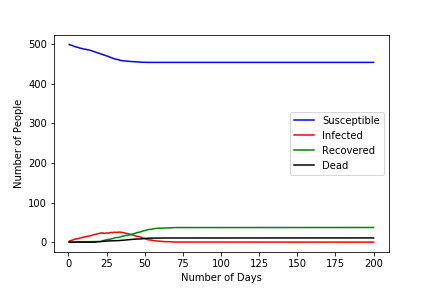 500
400
300
200
100
0
Number of People
Susceptible
Infected
Recovered
Dead
0 25 50 75 100 125 150 175 200
Number of Days